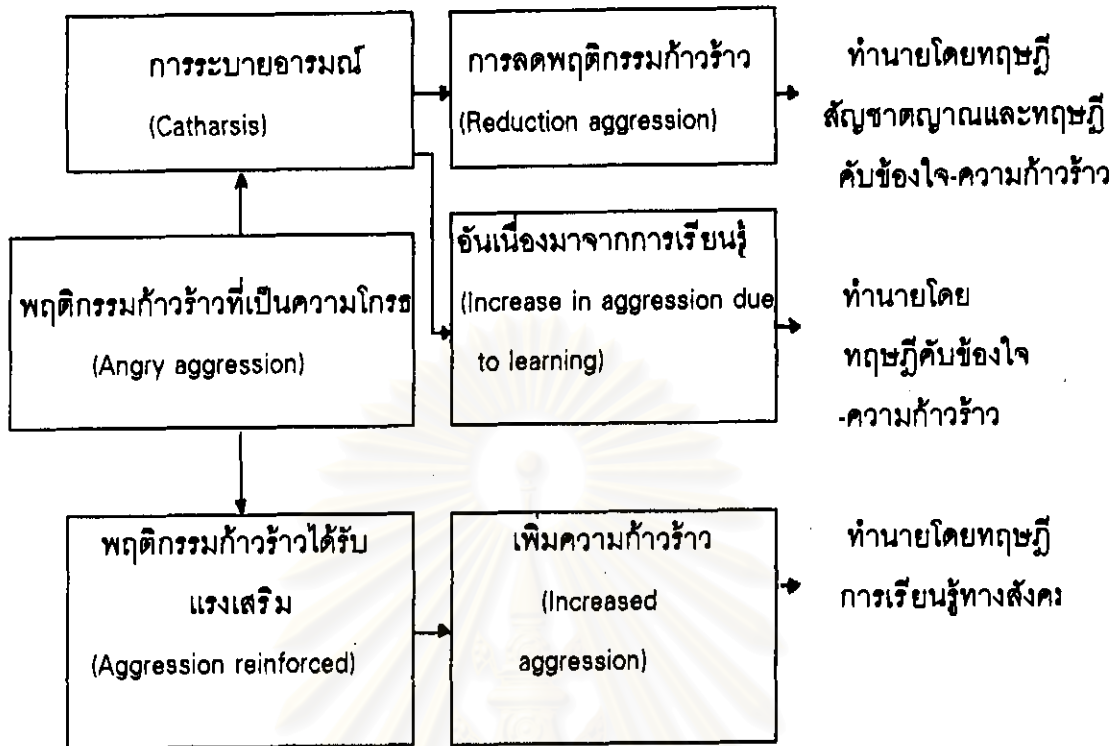 การระบายอารมณ์
(Catharsis)
การลดพฤติกรรมก้าวร้าว
(Reduction aggression)
ทำนายโดยทฤษฎี
สัญชาตญาณและทฤษฎี
คับข้องใจ-ความก้าวร้าว
พฤติกรรมก้าวร้าวที่เป็นความโกรธ
(Angry aggression)
อันเนื่องมาจากการเรียนรู้
(Increase in aggression due
to learning)
ทำนายโดย
ทฤษฎีคับข้องใจ
-ความก้าวร้าว
พฤติกรรมก้าวร้าวได้รับ
แรงเสริม
(Aggression reinforced)
เพิ่มความก้าวร้าว
(Increased
aggression)
ทำนายโดยทฤษฎี
การเรียนรู้ทางสังคม